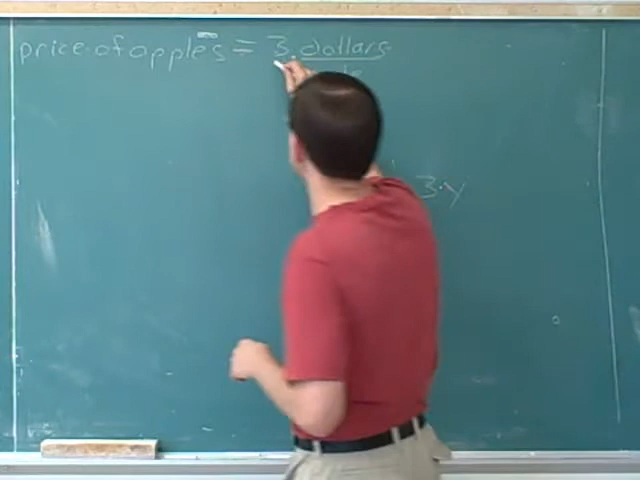 price of apples = 3. dollars
3.y